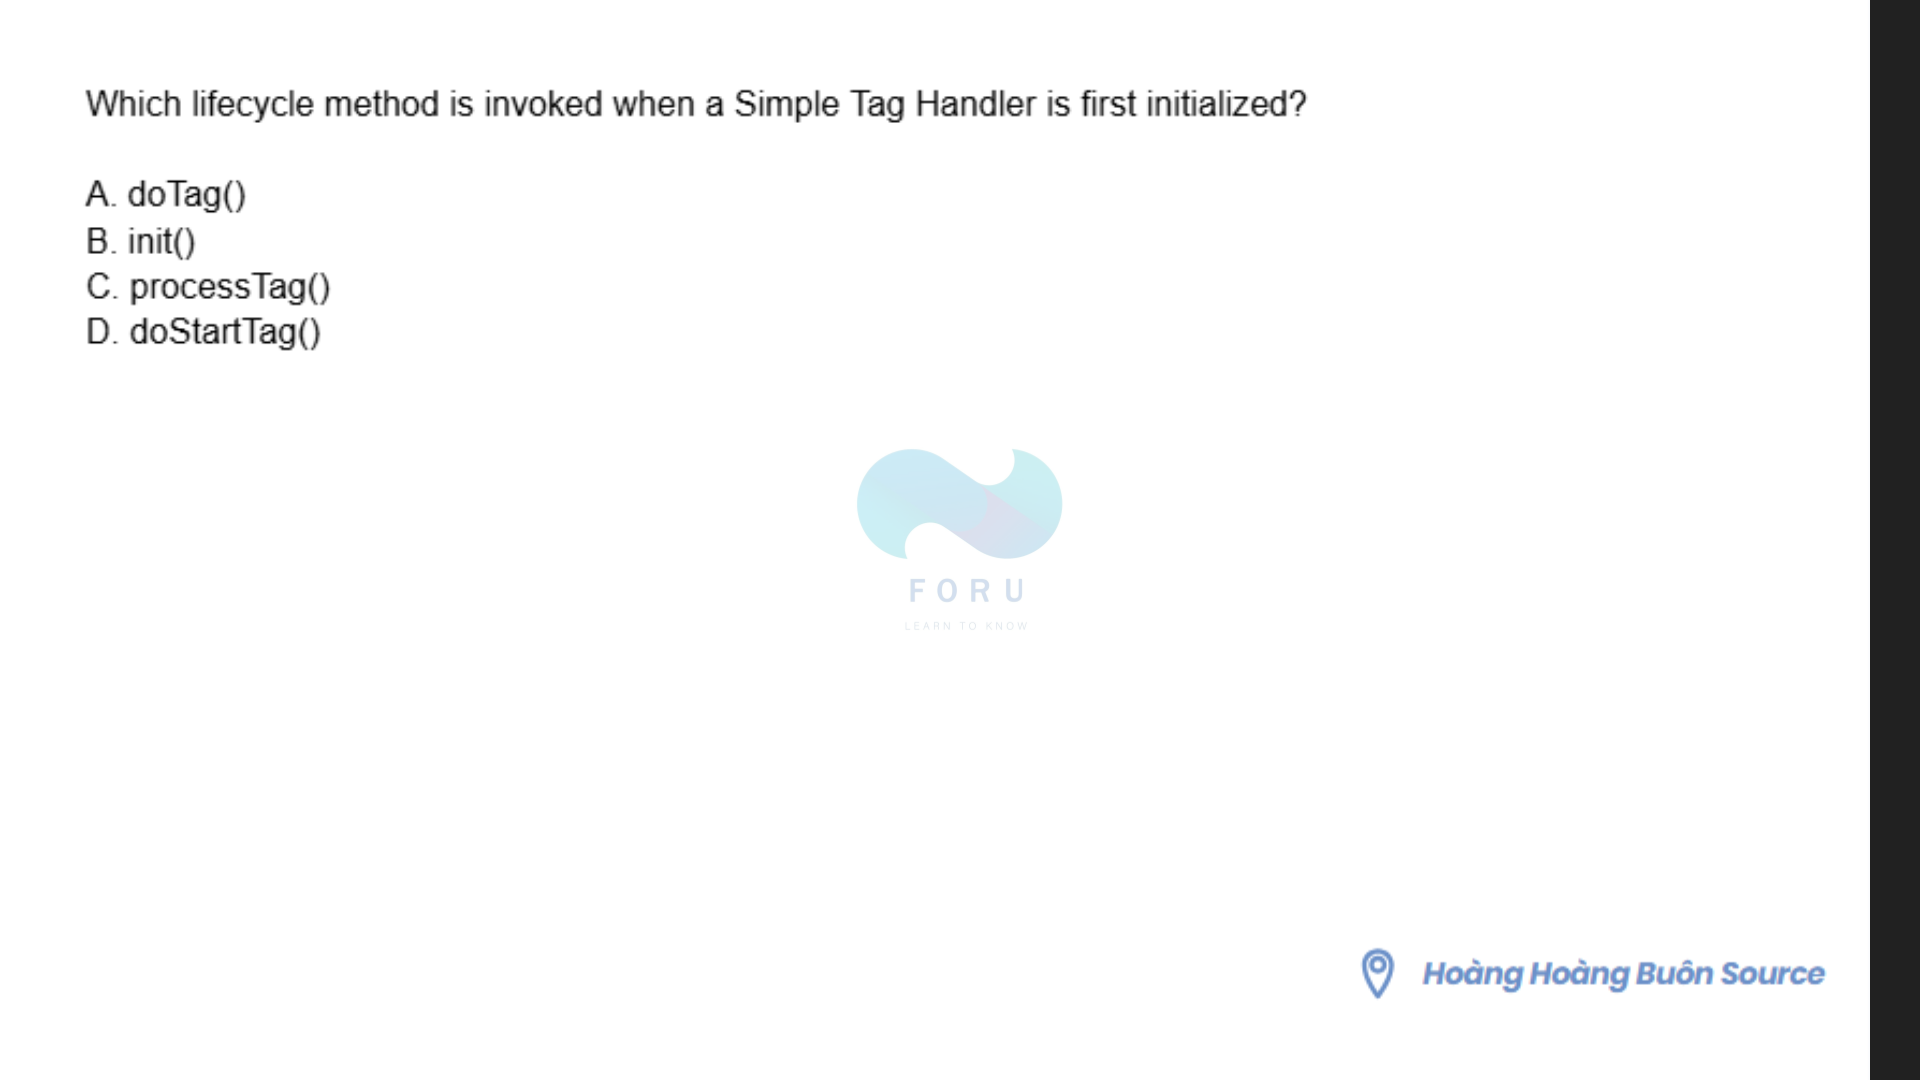 Which lifecycle method is invoked when a Simple Tag Handler is first initialized?
A. doTag()
B. init()
C. processTag()
D. doStartTag()
FORU
LEARN TO KNOW
Hoàng Hoàng Buôn Source